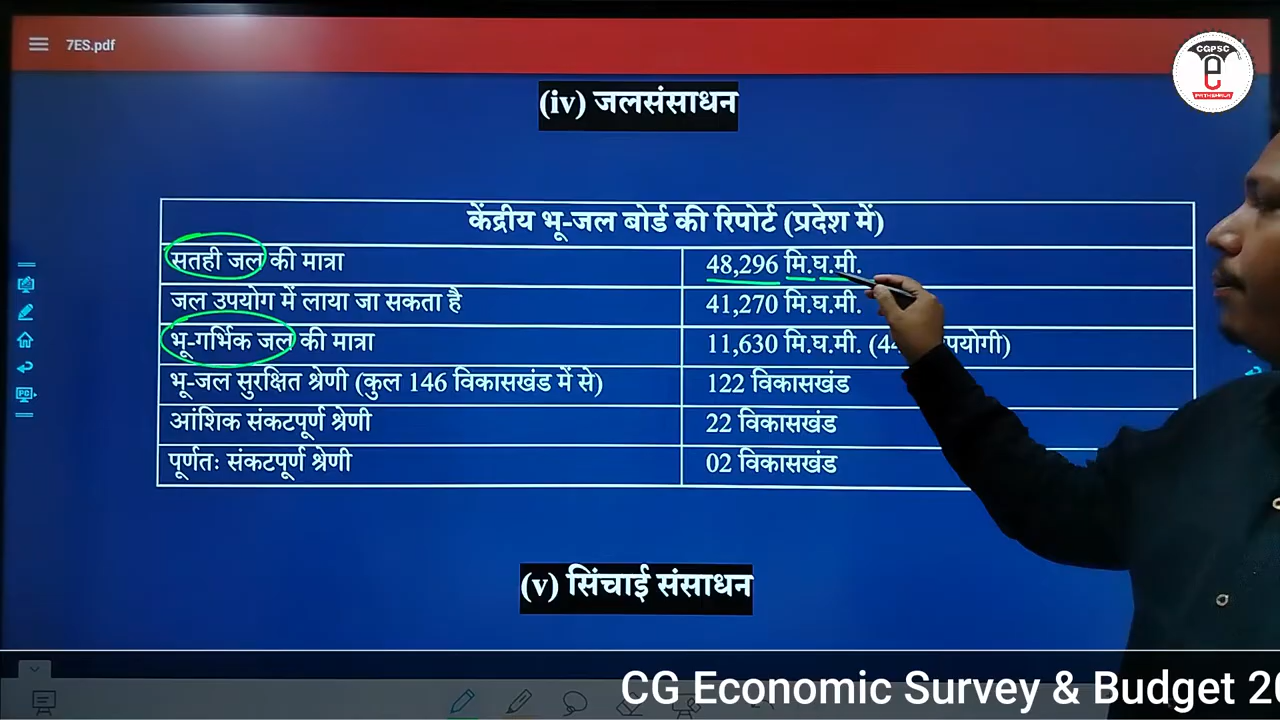 7ES.pdf
CGPSC
e
(iv) जलसंसाधन
केंद्रीय भू-जल बोर्ड की रिपोर्ट (प्रदेश में)
सतही जल की मात्रा 48,296 मि.घ.मी.
जल उपयोग में लाया जा सकता है 41,270 मि.घ.मी.
भू-गर्भिक जल की मात्रा 11,630 मि.घ.मी.
भू-जल सुरक्षित श्रेणी (कुल 146 विकासखंड में से) 122 विकासखंड
आंशिक संकटपूर्ण श्रेणी 22 विकासखंड
पूर्णतः संकटपूर्ण श्रेणी 02 विकासखंड
(v) सिंचाई संसाधन
CG Economic Survey & Budget